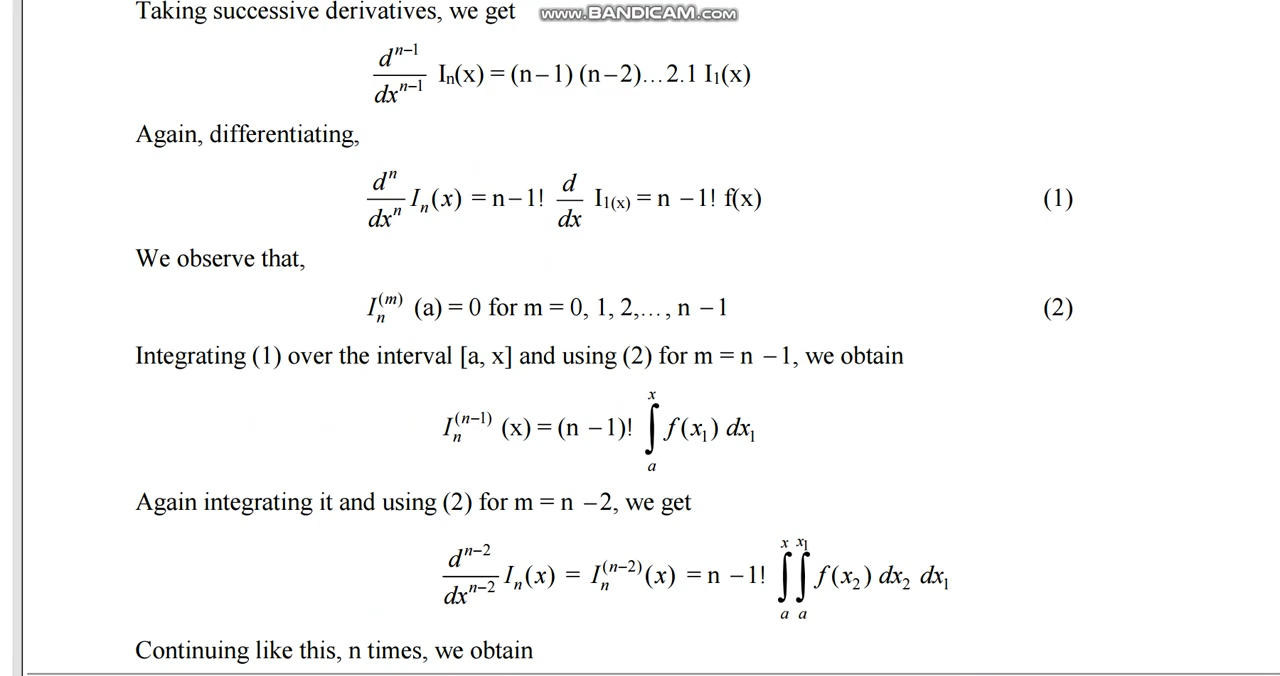 Taking successive derivatives, we get www.BANDICAM.com
d^{n−1}/dx^{n−1} I_n(x) = (n−1) (n−2)…2.1 I_1(x)
Again, differentiating,
d^n/dx^n I_n(x) = n−1! d/dx I_{1(x)} = n −1! f(x) (1)
We observe that,
I_n^{(m)} (a) = 0 for m = 0, 1, 2,…, n −1 (2)
Integrating (1) over the interval [a, x] and using (2) for m = n −1, we obtain
I_n^{(n−1)} (x) = (n −1)! ∫_a^x f(x_1) dx_1
Again integrating it and using (2) for m = n −2, we get
d^{n−2}/dx^{n−2} I_n(x) = I_n^{(n−2)}(x) = n −1! ∫_a^x ∫_a^{x_1} f(x_2) dx_2 dx_1
Continuing like this, n times, we obtain